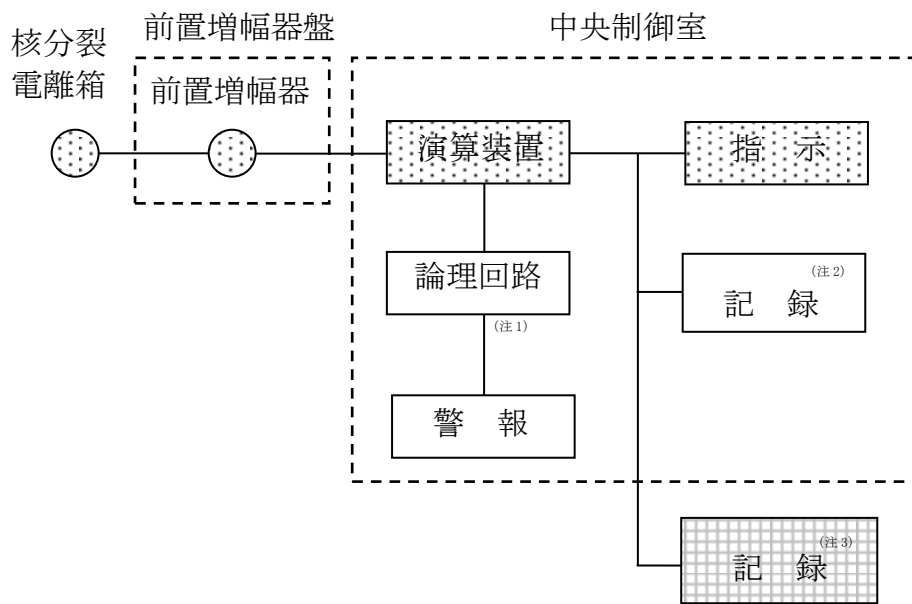 核分裂
電離箱
前置増幅器盤
前置増幅器
中央制御室
演算装置
指　示
論理回路
(注1)
(注2)
記　録
警　報
(注3)
記　録